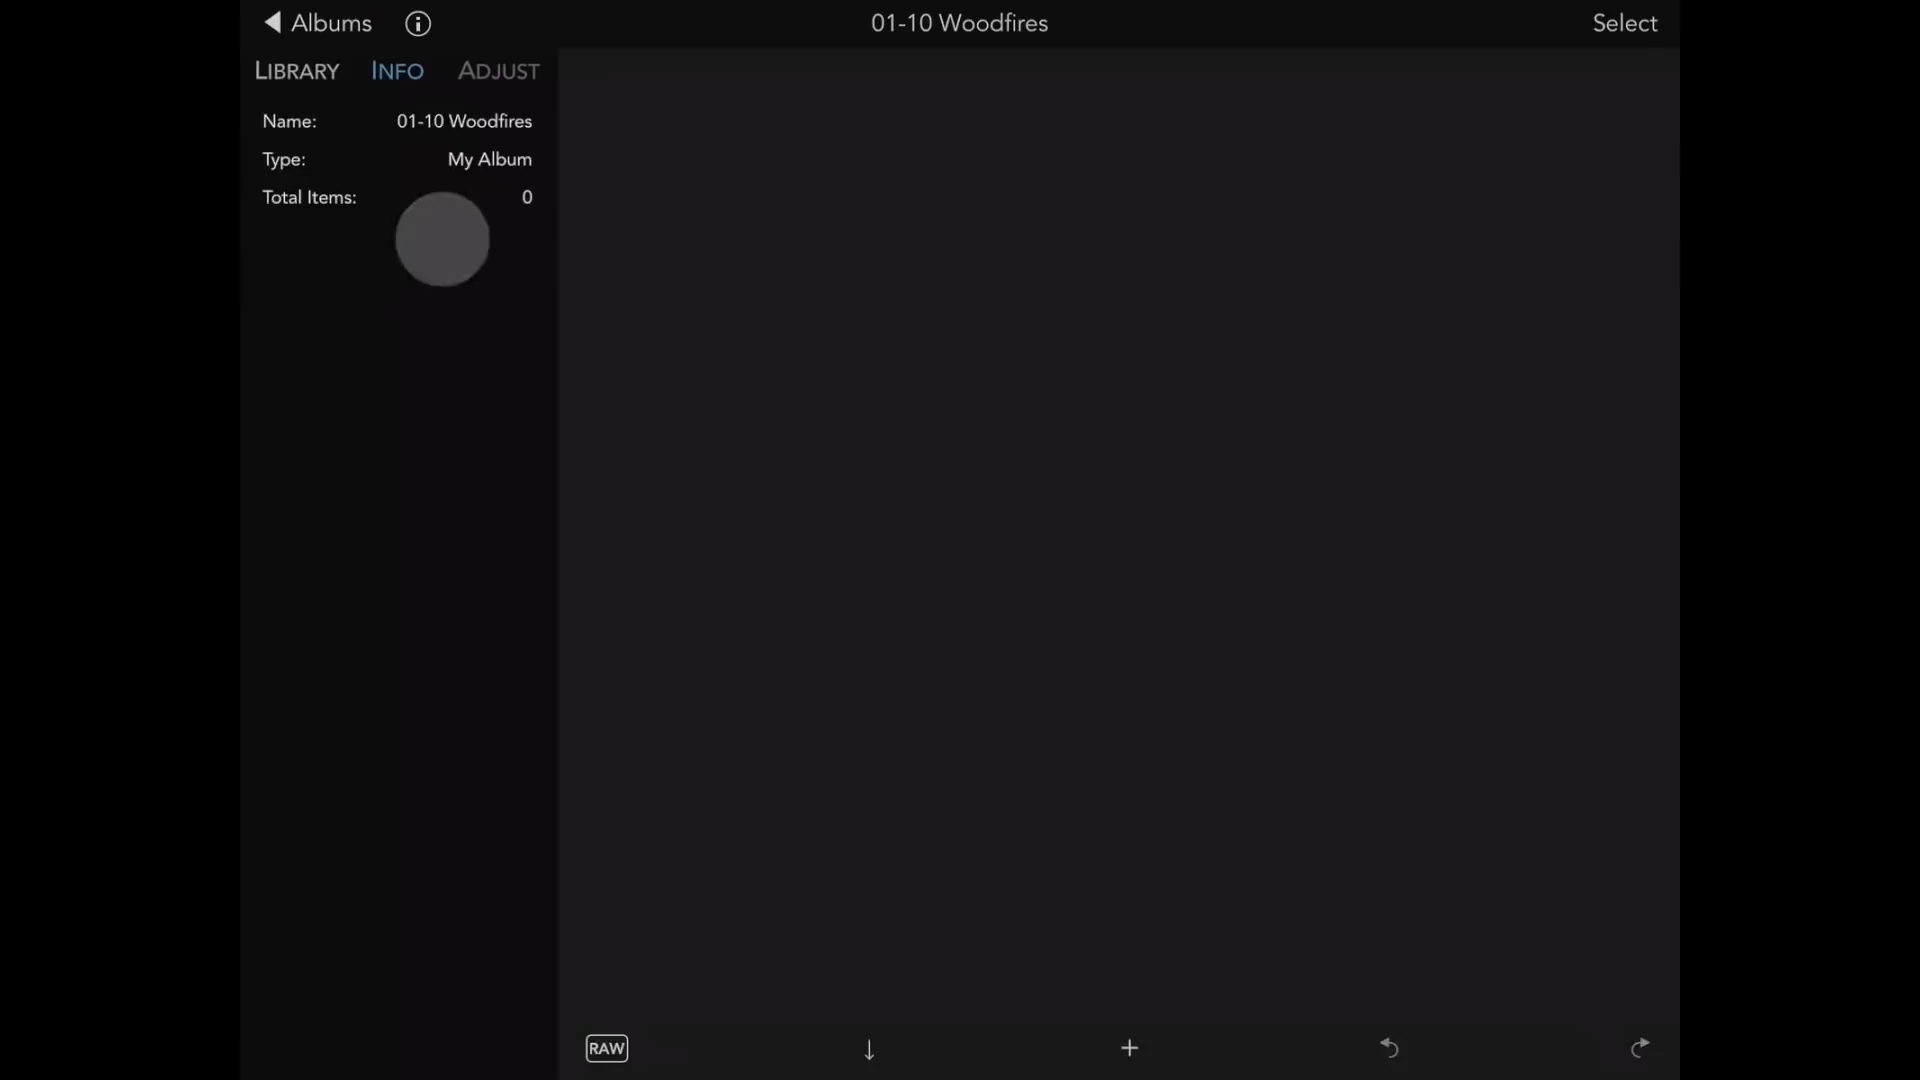 Albums
01-10 Woodfires
Select
LIBRARY INFO ADJUST
Name: 01-10 Woodfires
Type: My Album
Total Items: 0
RAW